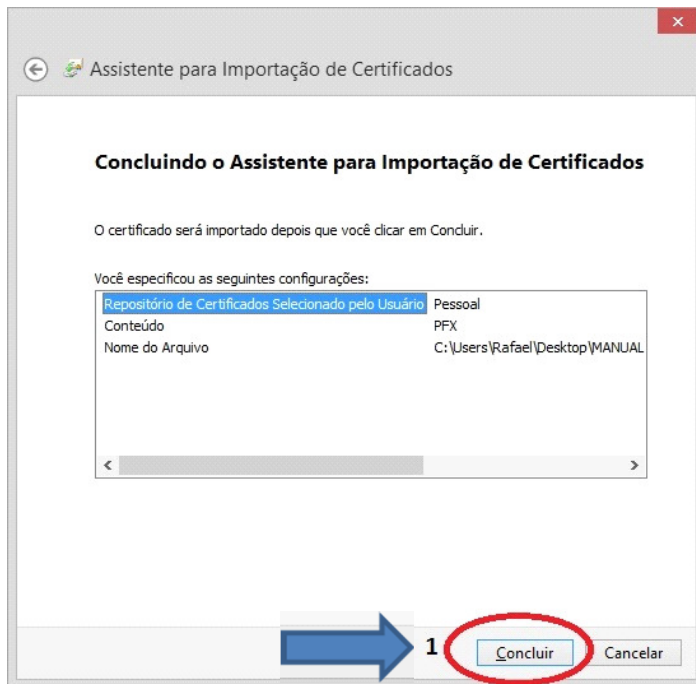 Assistente para Importação de Certificados
Concluindo o Assistente para Importação de Certificados
O certificado será importado depois que você clicar em Concluir.
Você especificou as seguintes configurações:
Repositório de Certificados Selecionado pelo Usuário Pessoal
Conteúdo PFX
Nome do Arquivo C:\Users\Rafael\Desktop\MANUAL
1 Concluir Cancelar